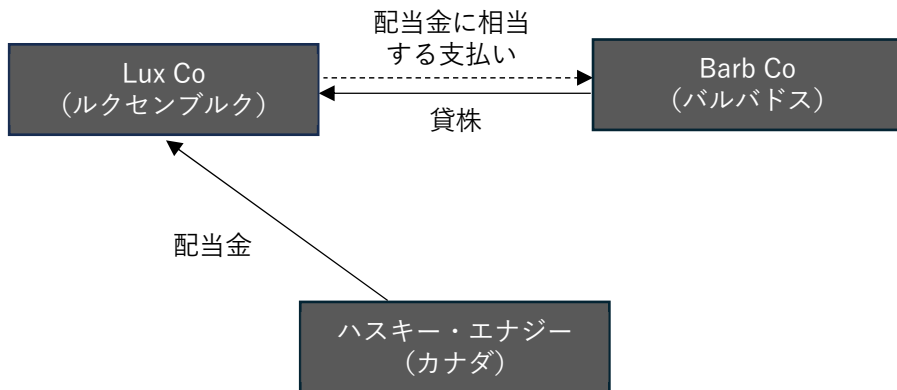 配当金に相当
する支払い
Lux Co
（ルクセンブルク）
Barb Co
（バルバドス）
貸株
配当金
ハスキー・エナジー
（カナダ）